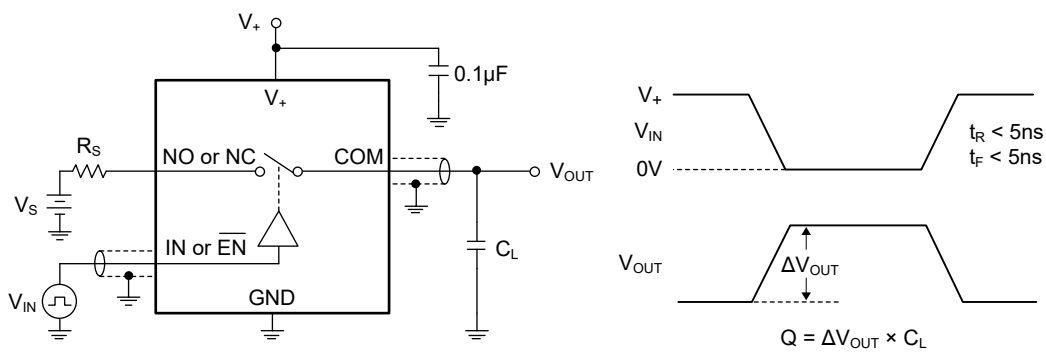 V+
0.1µF
V+
RS
NO or NC
COM
VOUT
VS
IN or EN
CL
VIN
GND
V+
VIN
0V
tR < 5ns
tF < 5ns
VOUT
ΔVOUT
Q = ΔVOUT × CL